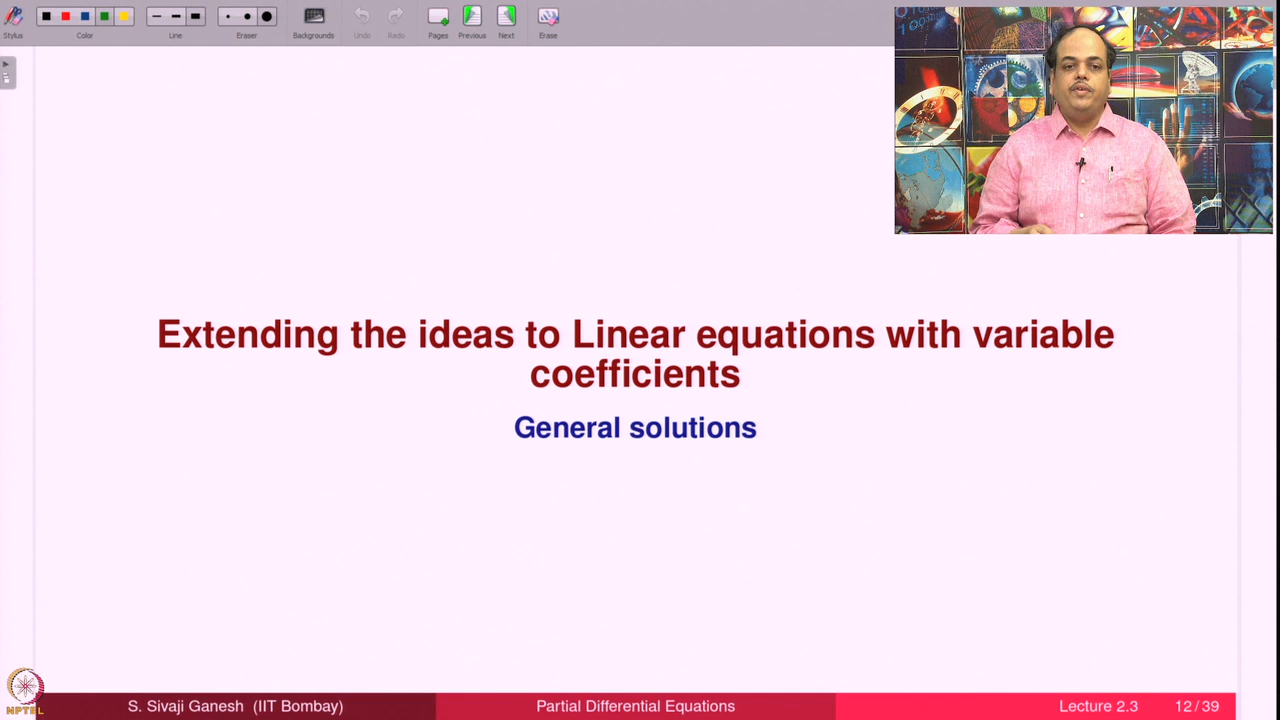 Stylus
Color
Line
Eraser
Backgrounds
Undo
Redo
Pages
Previous
Next
Erase
Extending the ideas to Linear equations with variable
coefficients
General solutions
NPTEL
S. Sivaji Ganesh (IIT Bombay)
Partial Differential Equations
Lecture 2.3
12/39